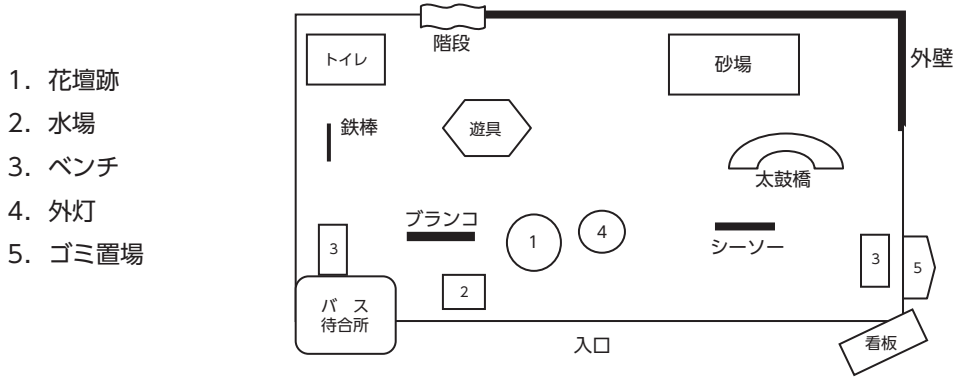 1. 花壇跡
2. 水場
3. ベンチ
4. 外灯
5. ゴミ置場
階段
トイレ
砂場
外壁
鉄棒
遊具
太鼓橋
ブランコ
1
4
シーソー
3
3
5
2
バ ス
待合所
入口
看板